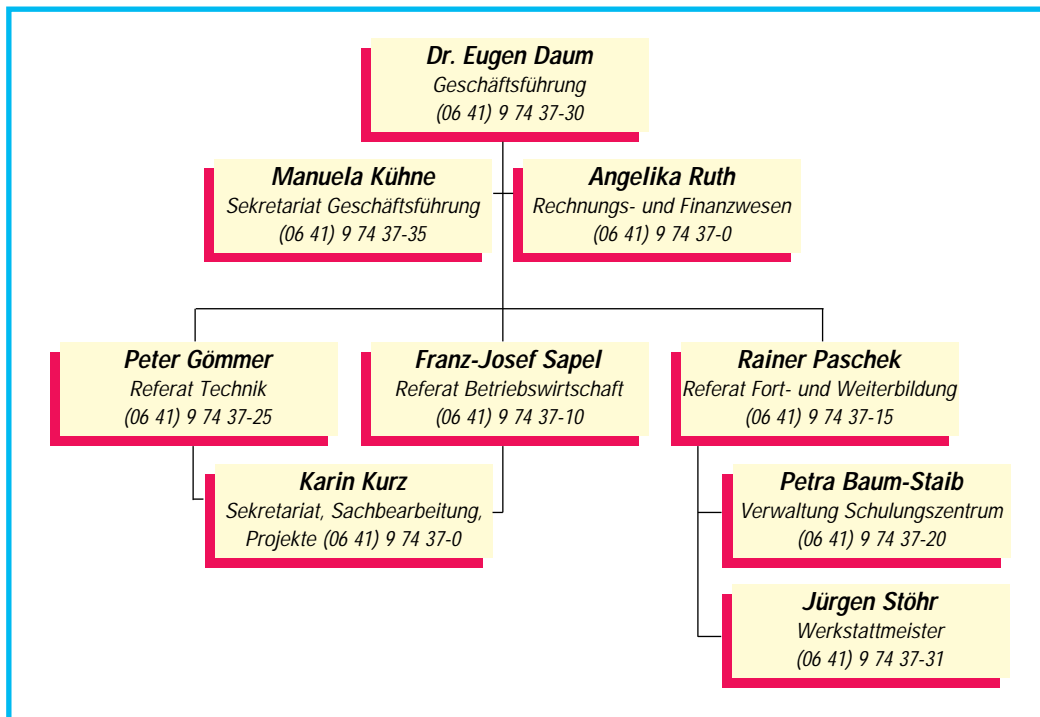 Dr. Eugen Daum
Geschäftsführung
(06 41) 9 74 37-30
Manuela Kühne
Sekretariat Geschäftsführung
(06 41) 9 74 37-35
Angelika Ruth
Rechnungs- und Finanzwesen
(06 41) 9 74 37-0
Peter Gömmer
Referat Technik
(06 41) 9 74 37-25
Franz-Josef Sapel
Referat Betriebswirtschaft
(06 41) 9 74 37-10
Rainer Paschek
Referat Fort- und Weiterbildung
(06 41) 9 74 37-15
Karin Kurz
Sekretariat, Sachbearbeitung,
Projekte (06 41) 9 74 37-0
Petra Baum-Staib
Verwaltung Schulungszentrum
(06 41) 9 74 37-20
Jürgen Stöhr
Werkstattmeister
(06 41) 9 74 37-31